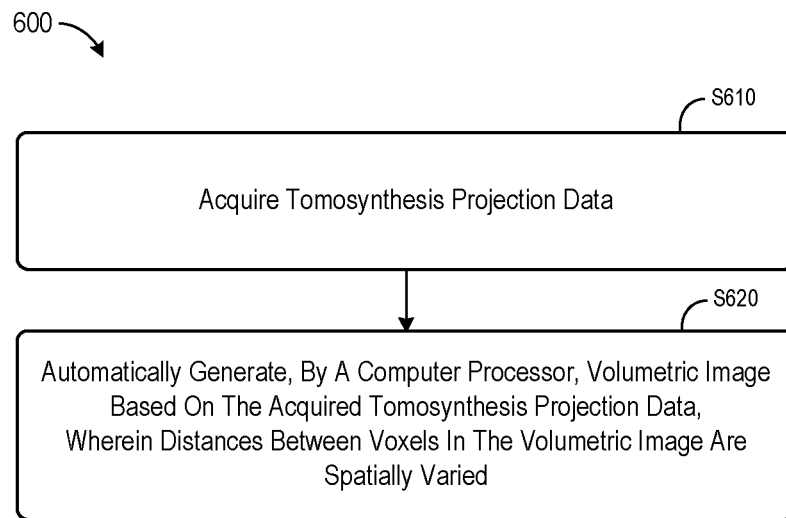 600
S610
Acquire Tomosynthesis Projection Data
S620
Automatically Generate, By A Computer Processor, Volumetric Image
Based On The Acquired Tomosynthesis Projection Data,
Wherein Distances Between Voxels In The Volumetric Image Are
Spatially Varied